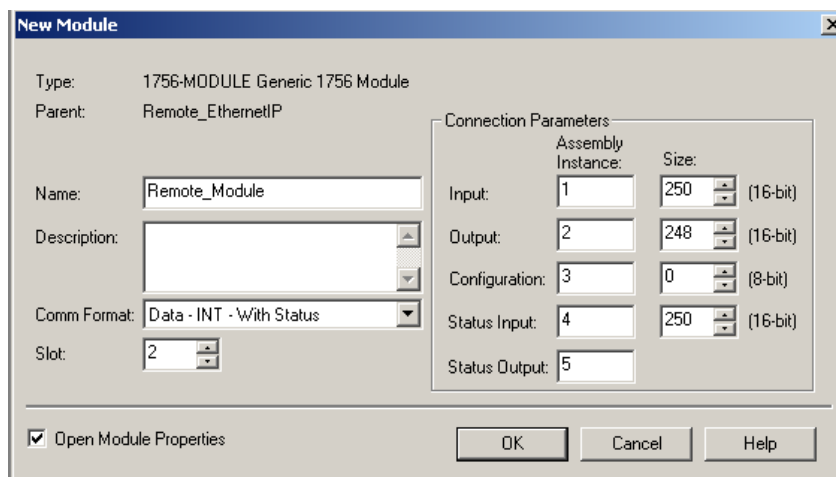 New Module
Type: 1756-MODULE Generic 1756 Module
Parent: Remote_EthernetIP
Connection Parameters
Assembly
Instance: Size:
Name: Remote_Module
Input: 1 250 (16-bit)
Description:
Output: 2 248 (16-bit)
Configuration: 3 0 (8-bit)
Comm Format: Data - INT - With Status
Status Input: 4 250 (16-bit)
Slot: 2
Status Output: 5
Open Module Properties
OK Cancel Help